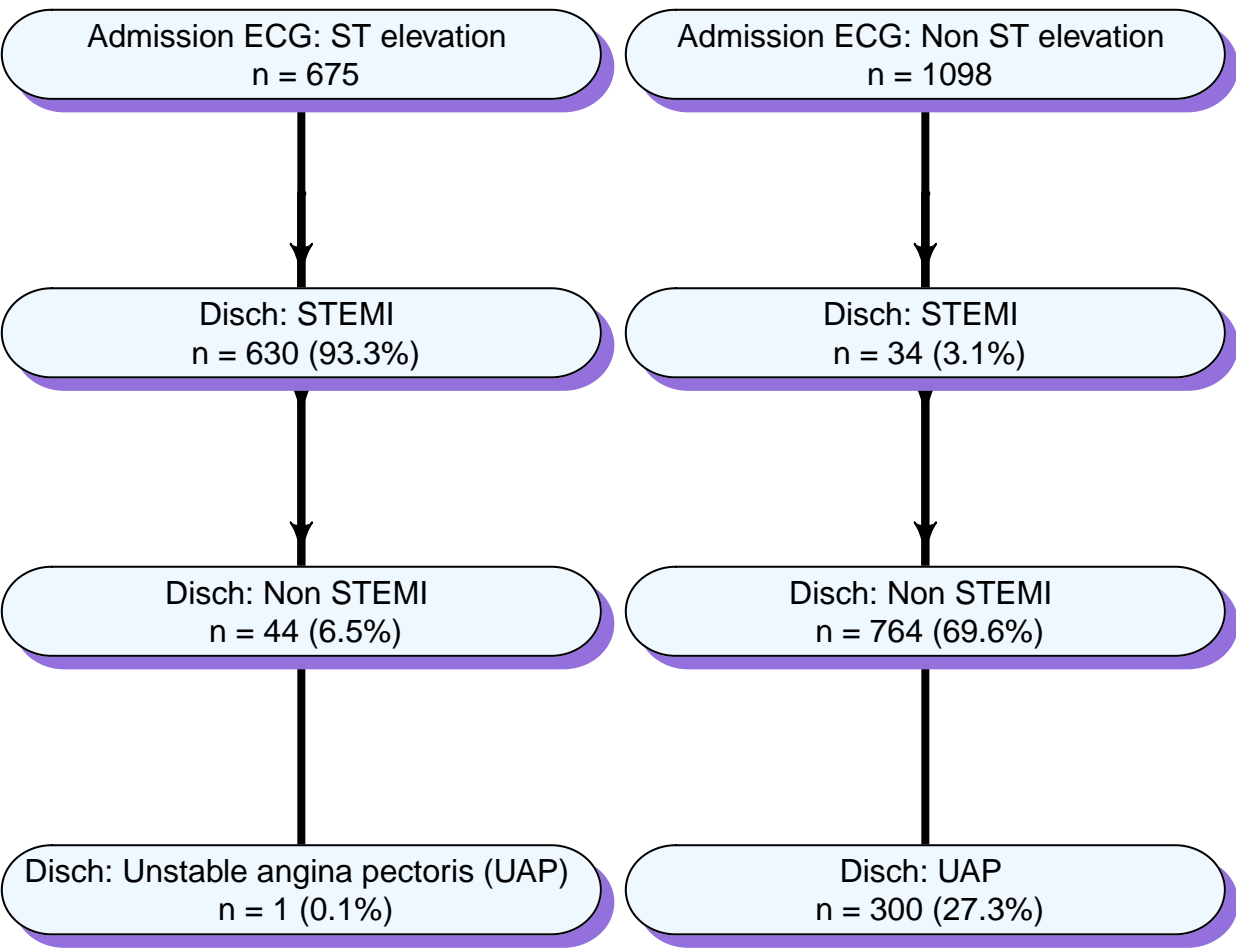 Admission ECG: ST elevation
n = 675
Admission ECG: Non ST elevation
n = 1098
Disch: STEMI
n = 630 (93.3%)
Disch: STEMI
n = 34 (3.1%)
Disch: Non STEMI
n = 44 (6.5%)
Disch: Non STEMI
n = 764 (69.6%)
Disch: Unstable angina pectoris (UAP)
n = 1 (0.1%)
Disch: UAP
n = 300 (27.3%)